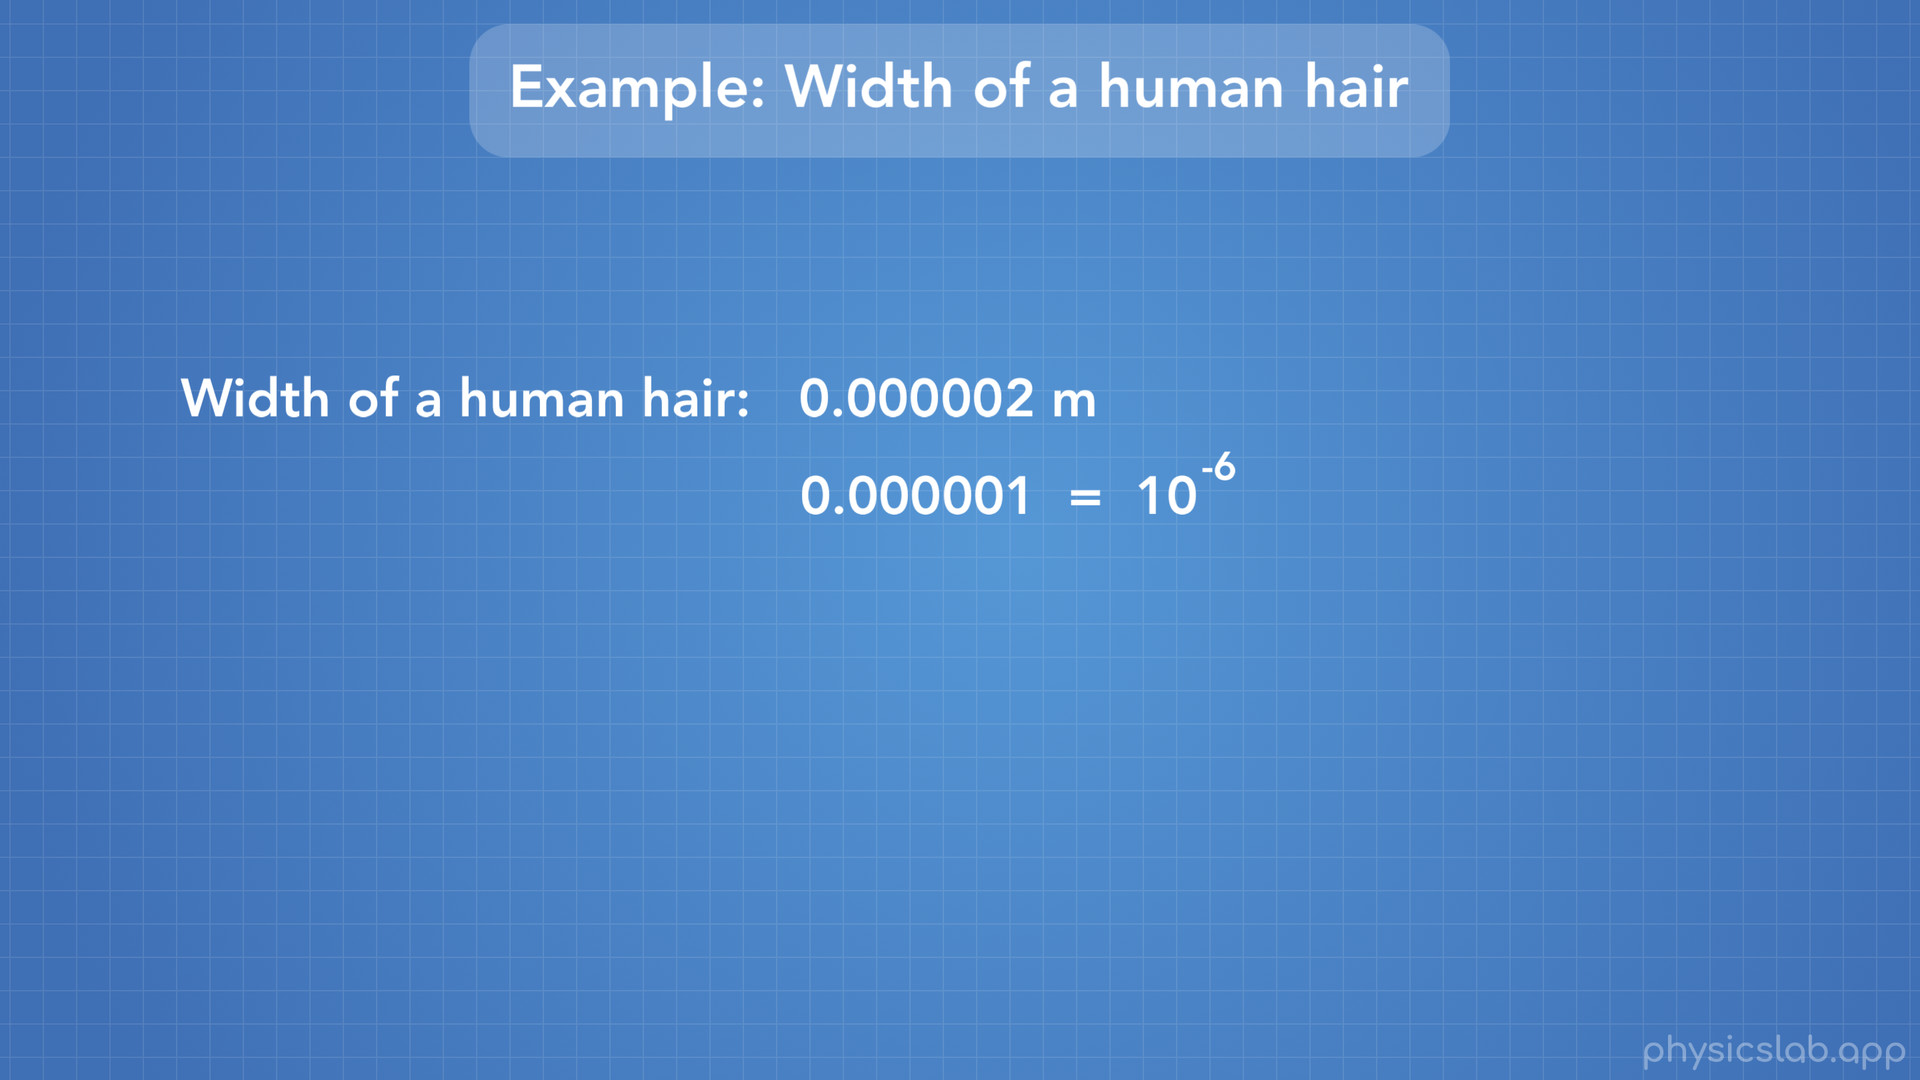 Example: Width of a human hair
Width of a human hair: 0.000002 m
0.000001 = 10⁻⁶
physicslab.app